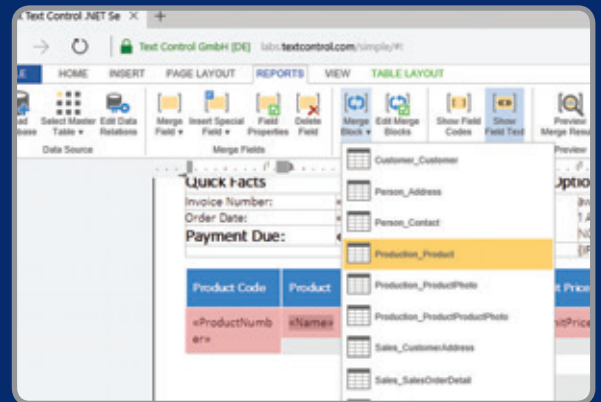 Text Control .NET Se × +
Text Control GmbH [DE] labs.textcontrol.com/simple/#!
HOME INSERT PAGE LAYOUT REPORTS VIEW TABLE LAYOUT
Select Master Table Edit Data Relations Merge Field Insert Special Field Field Properties Delete Field Merge Block Edit Merge Blocks Show Field Codes Show Field Text Preview Merge
Data Source Merge Fields Preview
Customer_Customer
Quick Facts
Person_Address
Invoice Number:
Order Date:
Person_Contact
Payment Due:
Production_Product
Product Code Product
Production_ProductPhoto
«ProductNumb
er»
«Name»
Production_ProductProductPhoto
Sales_CustomerAddress
Sales_SalesOrderDetail